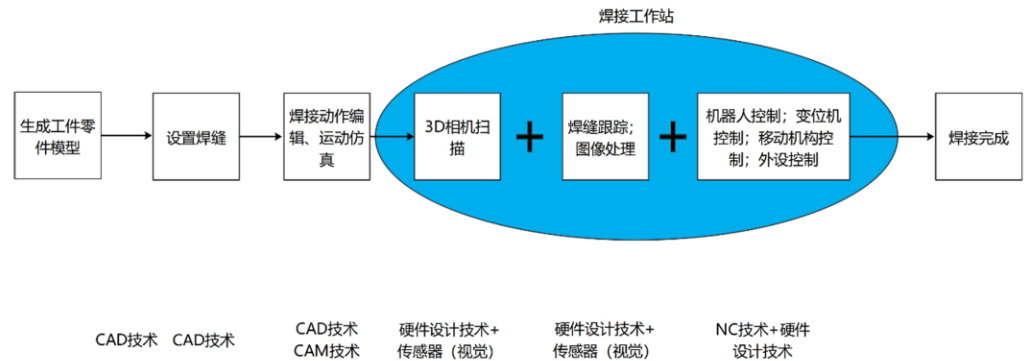 焊接工作站
生成工件零
件模型
设置焊缝
焊接动作编
辑、运动仿
真
3D相机扫
描
焊缝跟踪；
图像处理
机器人控制；变位机
控制；移动机构控
制；外设控制
焊接完成
CAD技术
CAD技术
CAD技术
CAM技术
硬件设计技术+
传感器（视觉）
硬件设计技术+
传感器（视觉）
NC技术+硬件
设计技术